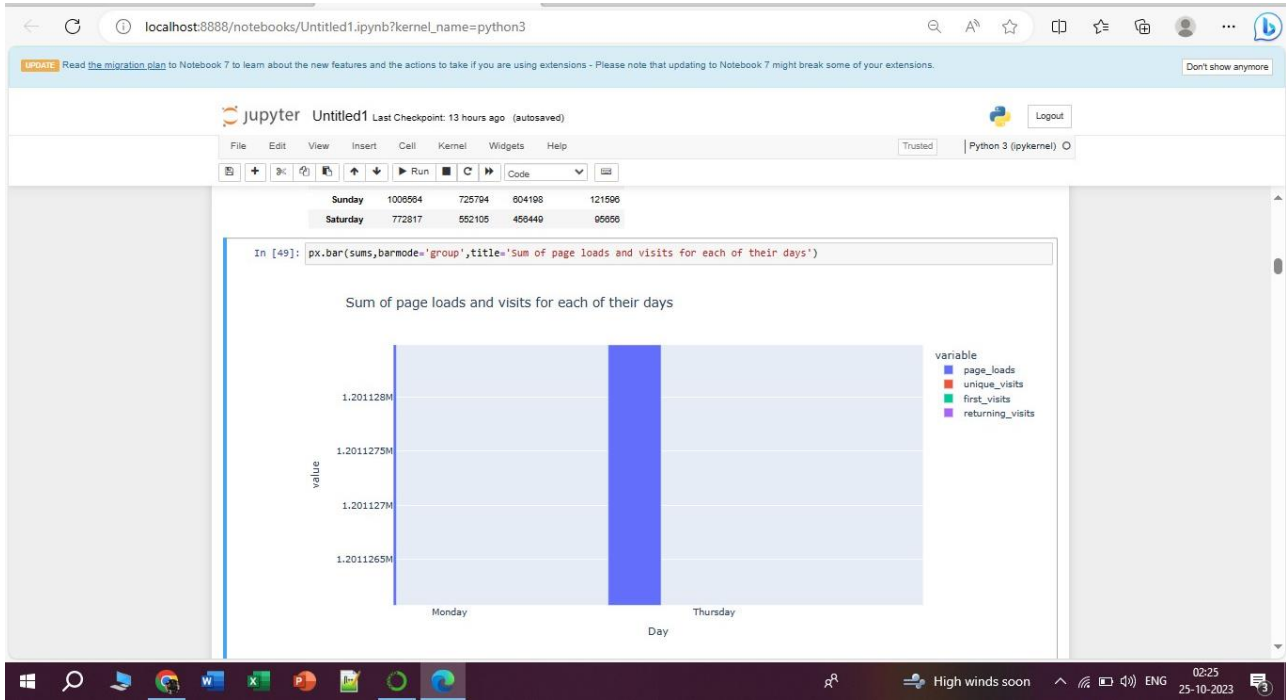 localhost:8888/notebooks/Untitled1.ipynb?kernel_name=python3
UPDATE Read the migration plan to Notebook 7 to learn about the new features and the actions to take if you are using extensions - Please note that updating to Notebook 7 might break some of your extensions.
Don't show anymore
jupyter Untitled1 Last Checkpoint: 13 hours ago (autosaved)
Logout
File Edit View Insert Cell Kernel Widgets Help
Trusted
Python 3 (ipykernel)
Run
Code
Sunday 1006564 725794 604198 121596
Saturday 772817 552105 456449 95656
In [49]: px.bar(sums,barmode='group',title='Sum of page loads and visits for each of their days')
Sum of page loads and visits for each of their days
variable
page_loads
unique_visits
first_visits
returning_visits
1.201128M
1.2011275M
1.201127M
1.2011265M
value
Monday Thursday
Day
High winds soon
ENG
02:25
25-10-2023